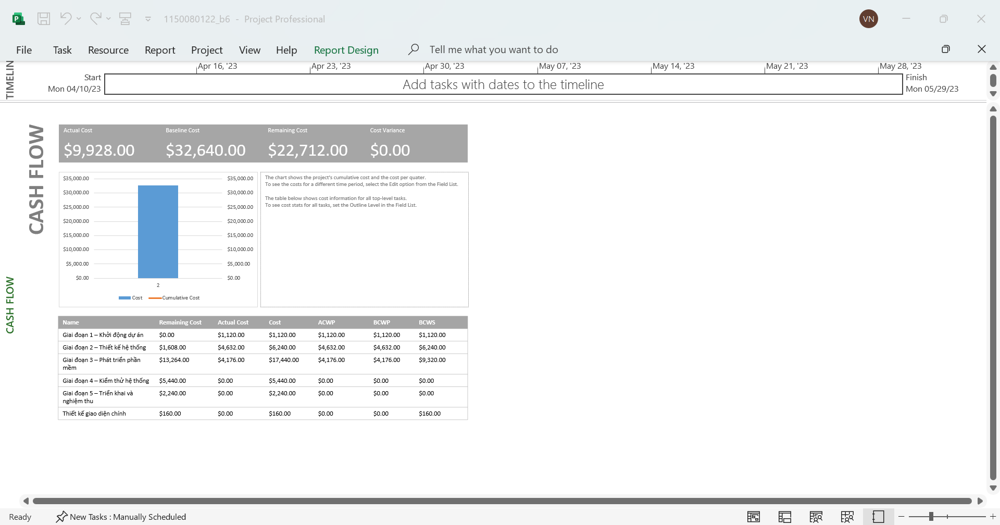 1150080122_b6 - Project Professional
VN
File Task Resource Report Project View Help Report Design Tell me what you want to do
TIMELIN
Apr 16, '23 Apr 23, '23 Apr 30, '23 May 07, '23 May 14, '23 May 21, '23 May 28, '23
Start
Mon 04/10/23
Add tasks with dates to the timeline
Finish
Mon 05/29/23
CASH FLOW
CASH FLOW
Actual Cost Baseline Cost Remaining Cost Cost Variance
$9,928.00 $32,640.00 $22,712.00 $0.00
$35,000.00 $35,000.00
$30,000.00 $30,000.00
$25,000.00 $25,000.00
$20,000.00 $20,000.00
$15,000.00 $15,000.00
$10,000.00 $10,000.00
$5,000.00 $5,000.00
$0.00 $0.00
2
Cost Cumulative Cost
The chart shows the project's cumulative cost and the cost per quater.
To see the costs for a different time period, select the Edit option from the Field List.
The table below shows cost information for all top-level tasks.
To see cost stats for all tasks, set the Outline Level in the Field List.
Name Remaining Cost Actual Cost Cost ACWP BCWP BCWS
Giai đoạn 1 – Khởi động dự án $0.00 $1,120.00 $1,120.00 $1,120.00 $1,120.00 $1,120.00
Giai đoạn 2 – Thiết kế hệ thống $1,608.00 $4,632.00 $6,240.00 $4,632.00 $4,632.00 $6,240.00
Giai đoạn 3 – Phát triển phần $13,264.00 $4,176.00 $17,440.00 $4,176.00 $4,176.00 $9,320.00
mềm
Giai đoạn 4 – Kiểm thử hệ thống $5,440.00 $0.00 $5,440.00 $0.00 $0.00 $0.00
Giai đoạn 5 – Triển khai và $2,240.00 $0.00 $2,240.00 $0.00 $0.00 $0.00
nghiệm thu
Thiết kế giao diện chính $160.00 $0.00 $160.00 $0.00 $0.00 $160.00
Ready New Tasks : Manually Scheduled